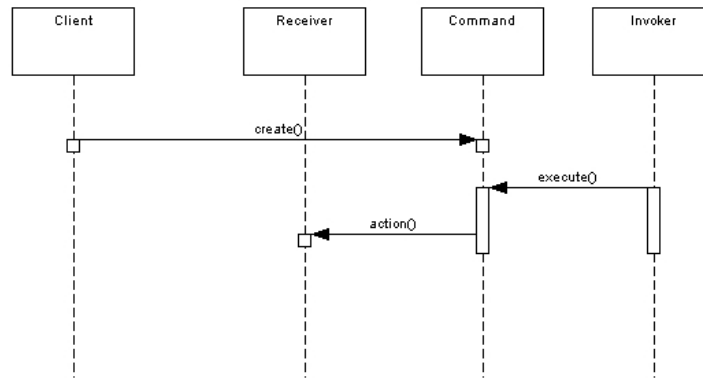 Client
Receiver
Command
Invoker
create()
execute()
action()